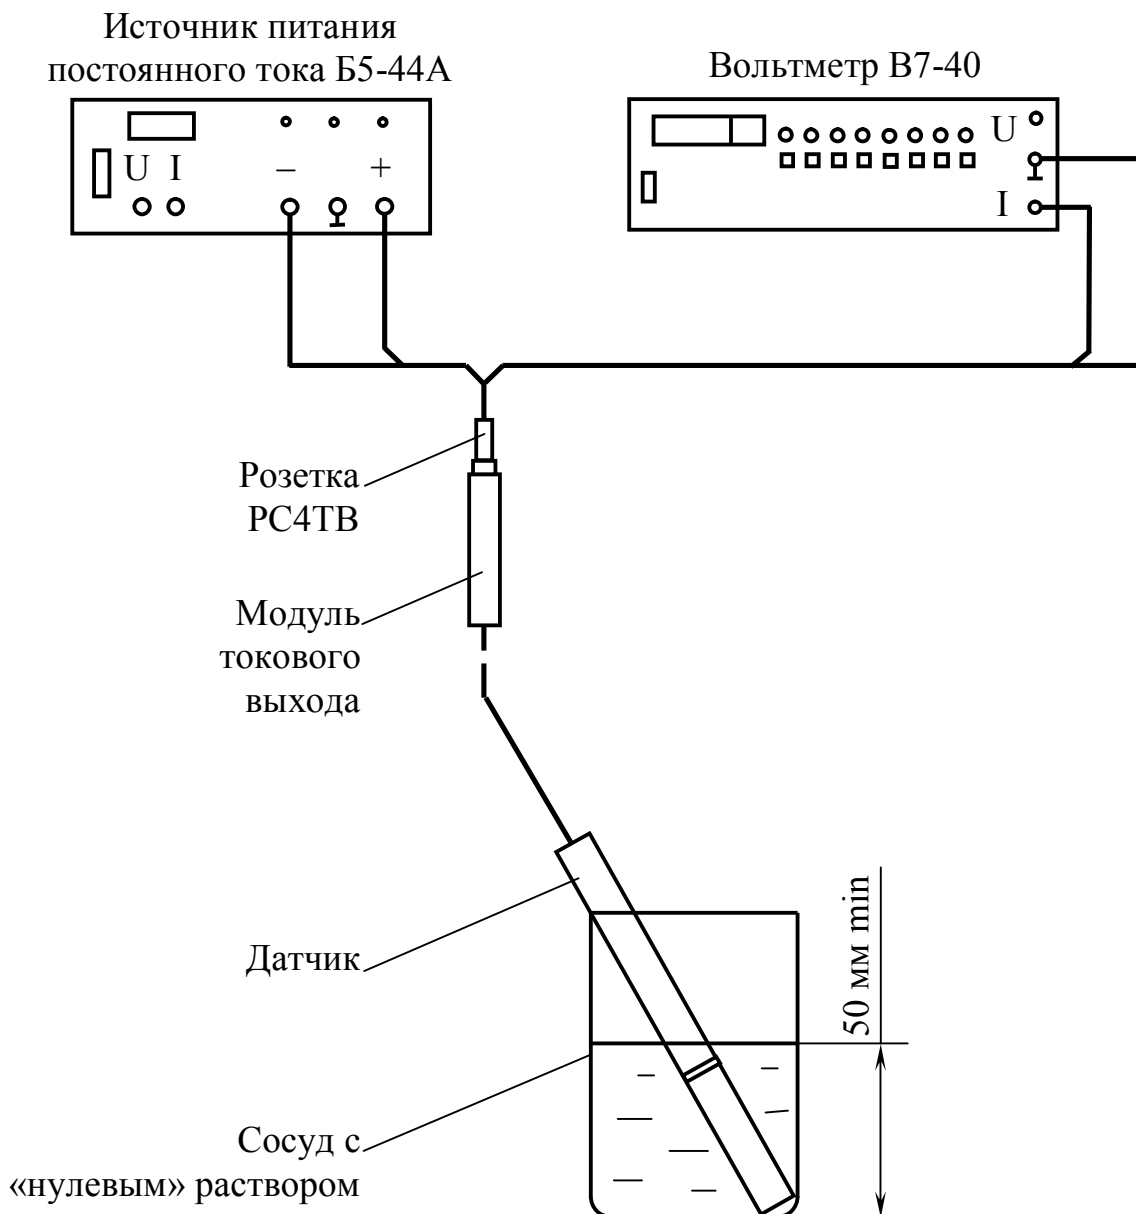 Источник питания
постоянного тока Б5-44А
Вольтметр В7-40
U I
– +
U
I
Розетка
РС4ТВ
Модуль
токового
выхода
Датчик
50 мм min
Сосуд с
«нулевым» раствором